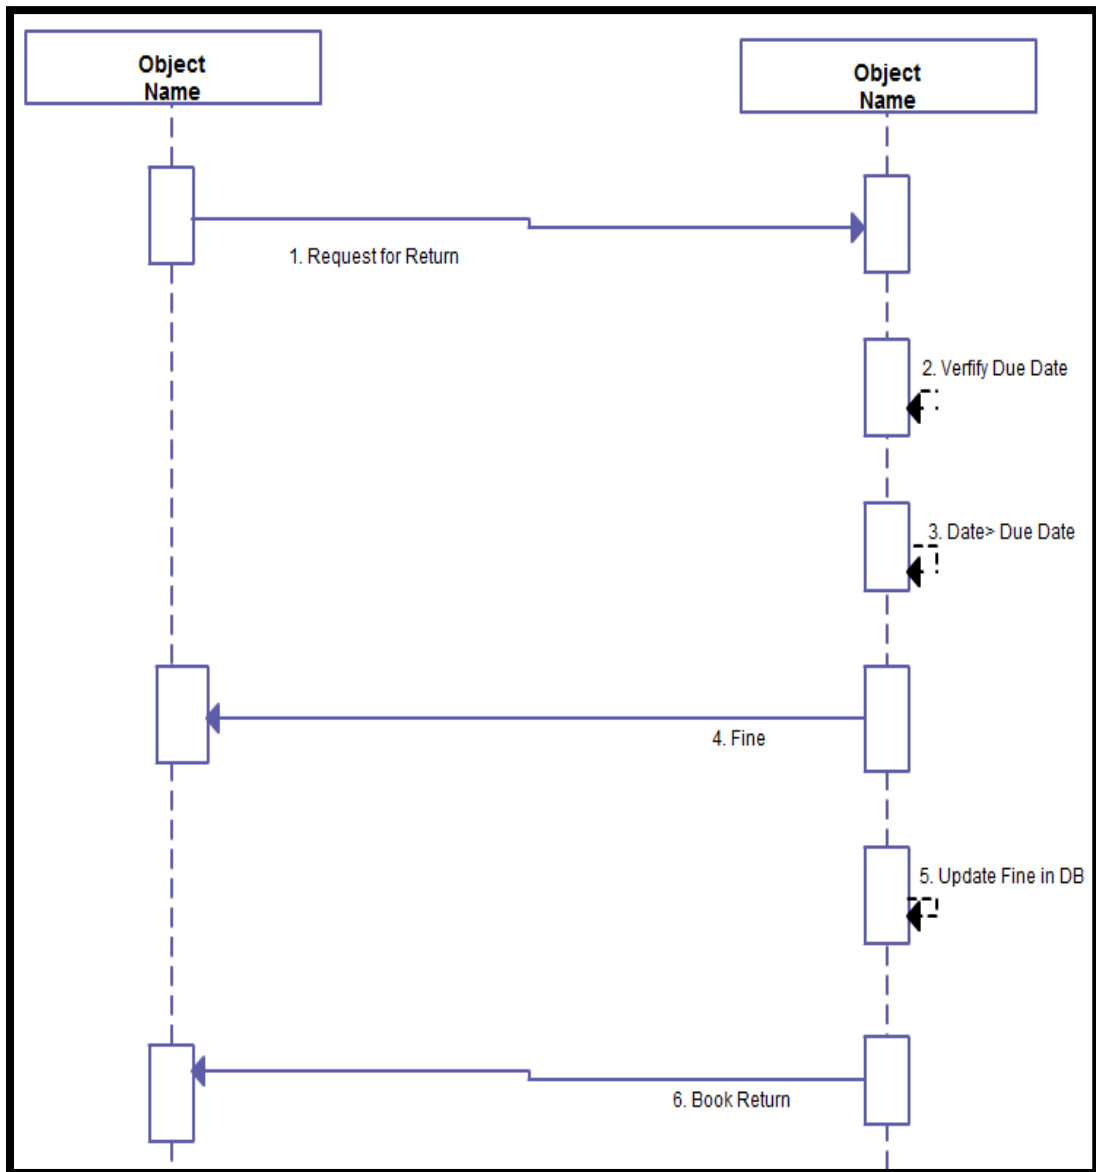 Object
Name
Object
Name
1. Request for Return
2. Verfify Due Date
3. Date> Due Date
4. Fine
5. Update Fine in DB
6. Book Return